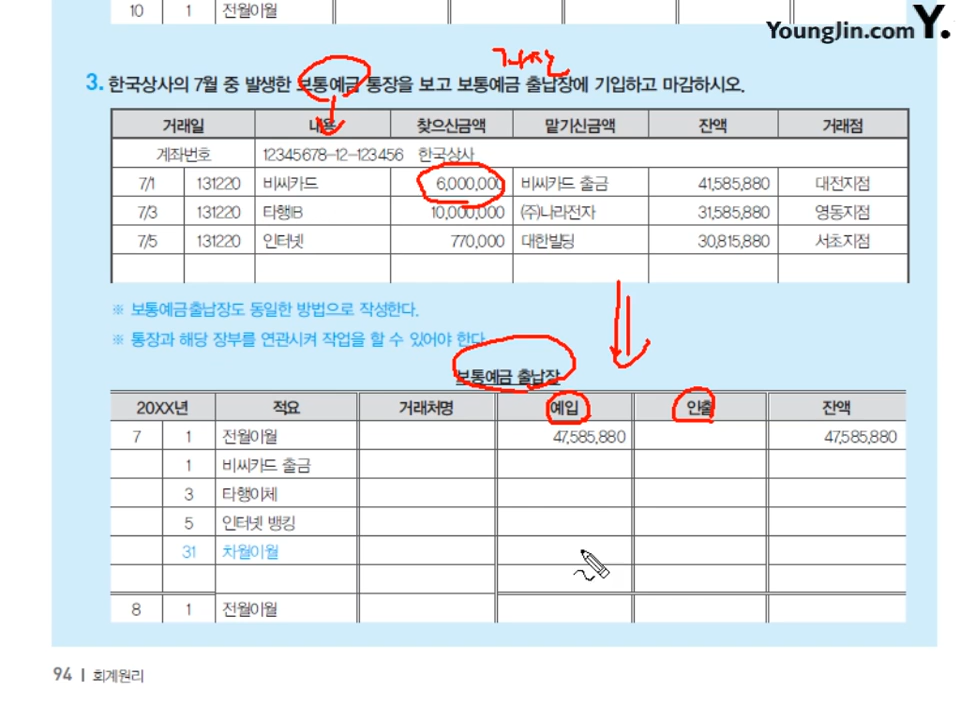 10 1 전월이월
YoungJin.com Y.
3. 한국상사의 7월 중 발생한 보통예금 통장을 보고 보통예금 출납장에 기입하고 마감하시오.
거래일 내용 찾으신금액 맡기신금액 잔액 거래점
계좌번호 12345678-12-123456 한국상사
7/1 131220 비씨카드 6,000,000 비씨카드 출금 41,585,880 대전지점
7/3 131220 타행IB 10,000,000 (주)나라전자 31,585,880 영동지점
7/5 131220 인터넷 770,000 대한빌딩 30,815,880 서초지점
※ 보통예금출납장도 동일한 방법으로 작성한다.
※ 통장과 해당 장부를 연관시켜 작업을 할 수 있어야 한다.
보통예금 출납장
20XX년 적요 거래처명 예입 인출 잔액
7 1 전월이월 47,585,880 47,585,880
1 비씨카드 출금
3 타행이체
5 인터넷 뱅킹
31 차월이월
8 1 전월이월
94 | 회계원리